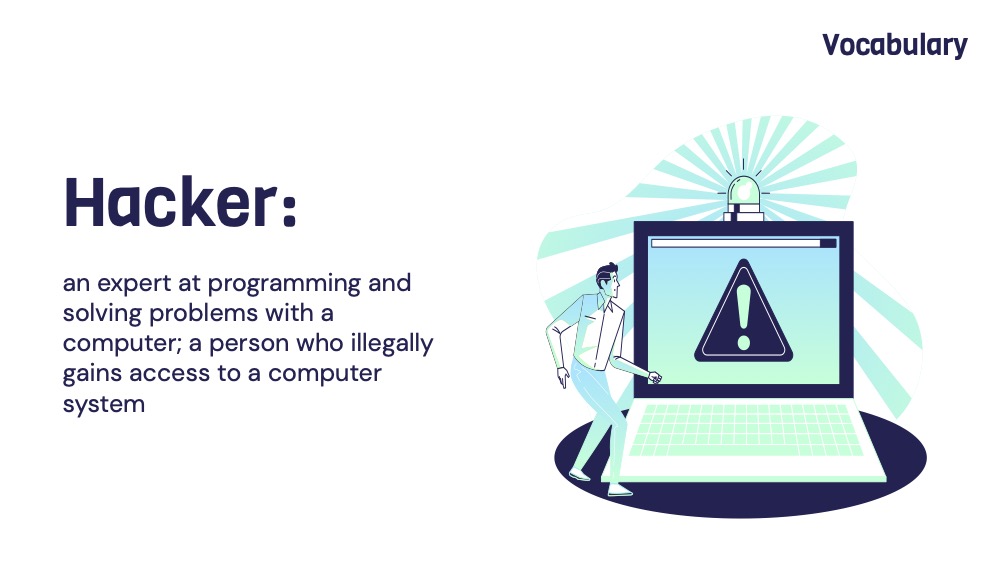 Vocabulary
Hacker:
an expert at programming and
solving problems with a
computer; a person who illegally
gains access to a computer
system